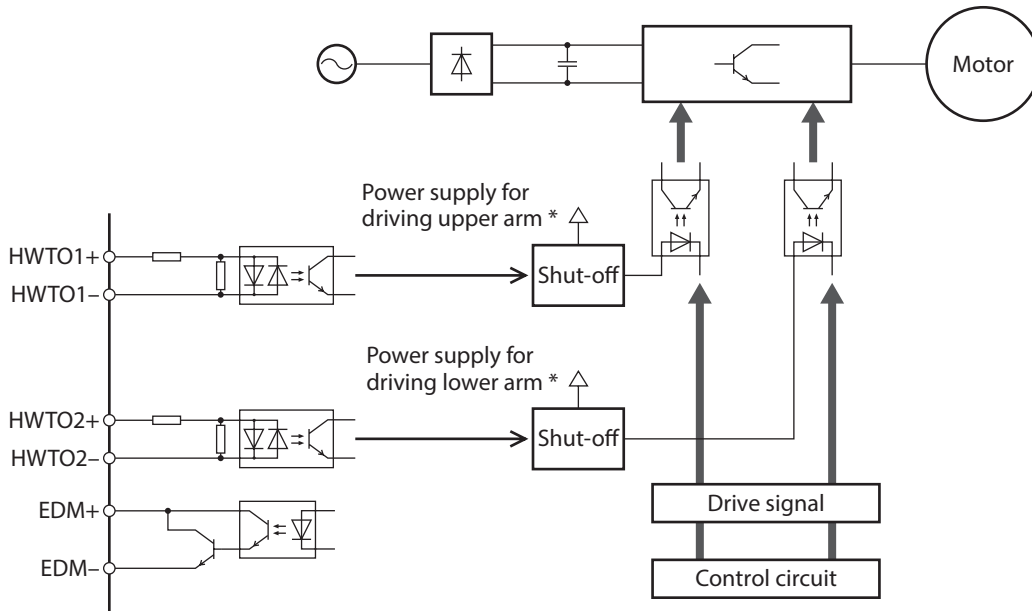 Motor
Power supply for
driving upper arm *
HWTO1+
HWTO1–
Shut-off
Power supply for
driving lower arm *
HWTO2+
HWTO2–
Shut-off
EDM+
EDM–
Drive signal
Control circuit